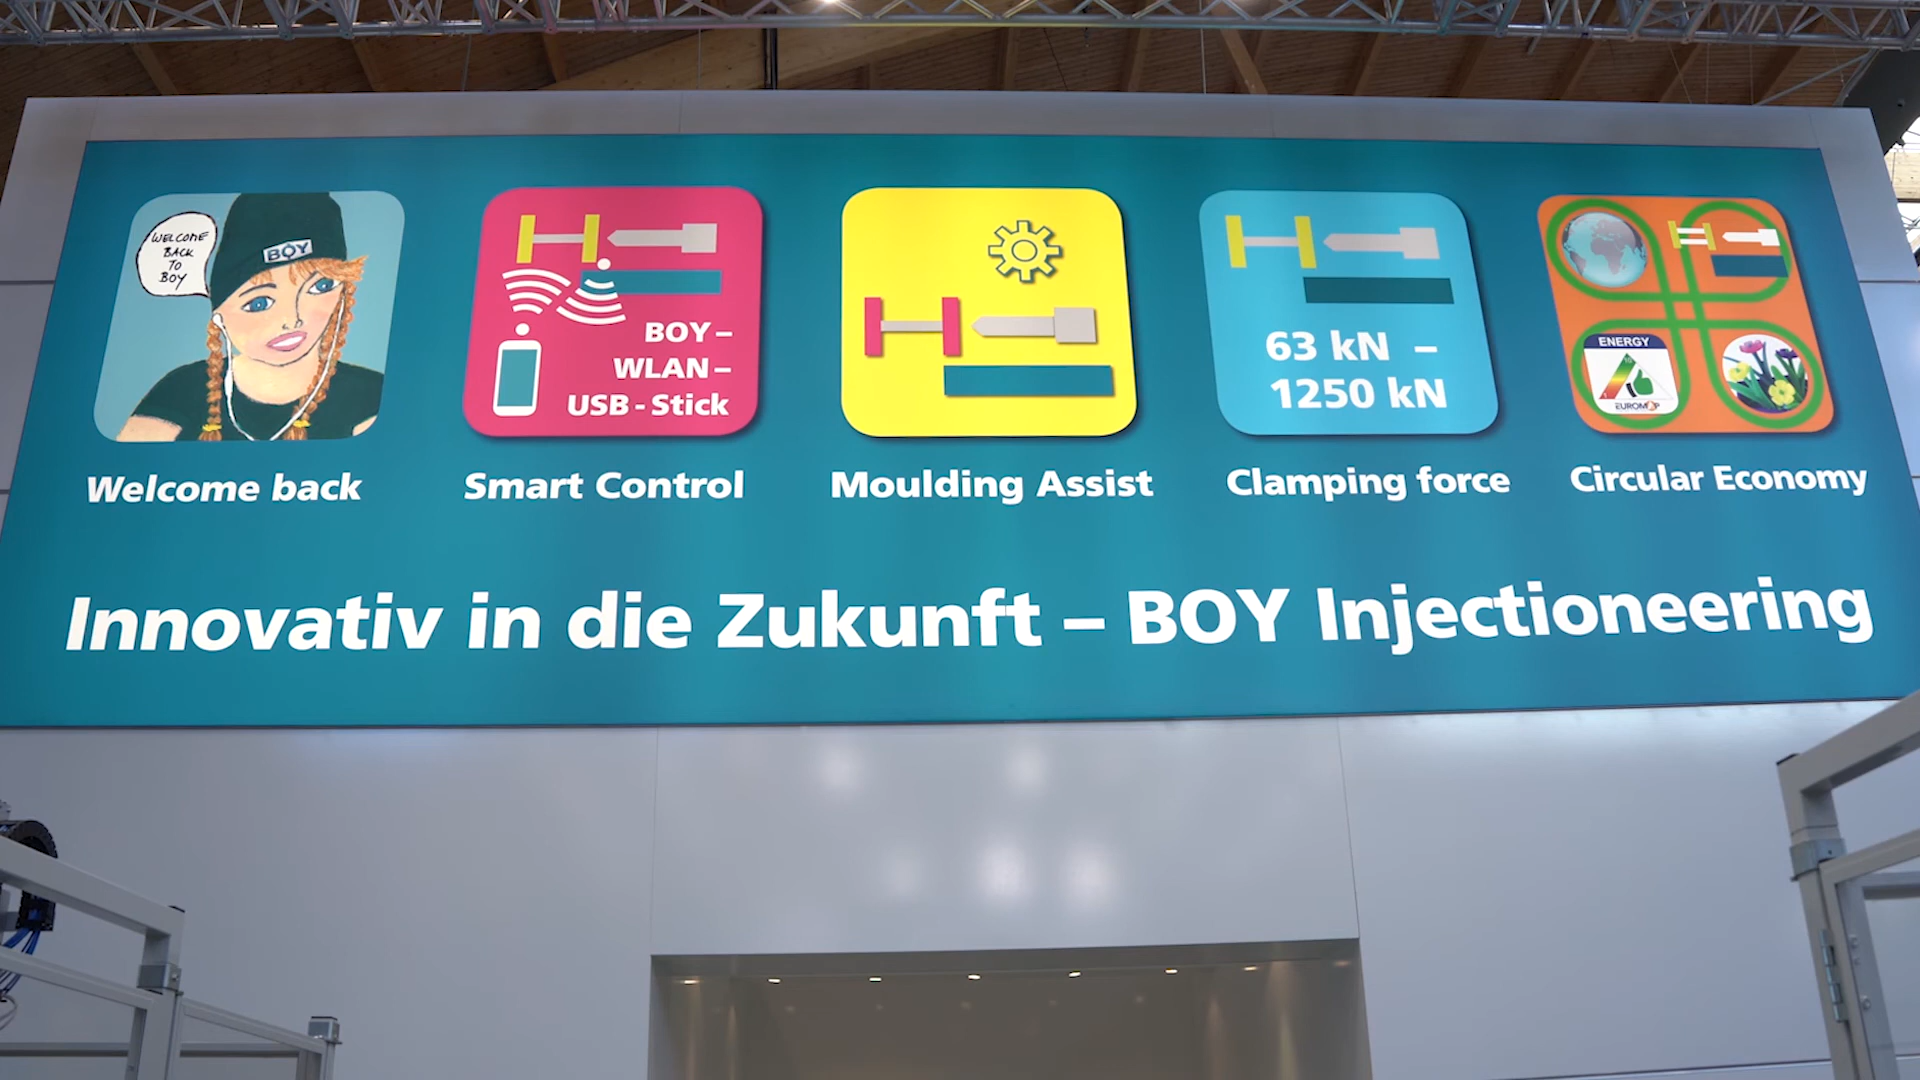 WELCOME
BACK
TO
BOY
BOY
BOY –
WLAN –
USB - Stick
63 kN –
1250 kN
ENERGY
EUROMAP
Welcome back
Smart Control
Moulding Assist
Clamping force
Circular Economy
Innovativ in die Zukunft – BOY Injectioneering